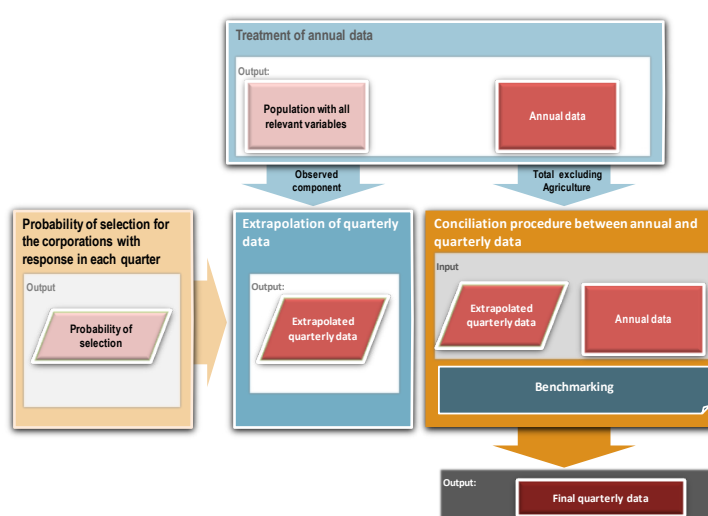 Treatment of annual data
Output:
Population with all
relevant variables
Annual data
Observed
component
Total excluding
Agriculture
Probability of selection for
the corporations with
response in each quarter
Output
Probability of
selection
Extrapolation of quarterly
data
Output:
Extrapolated
quarterly data
Conciliation procedure between annual and
quarterly data
Input
Extrapolated
quarterly data
Annual data
Benchmarking
Output:
Final quarterly data